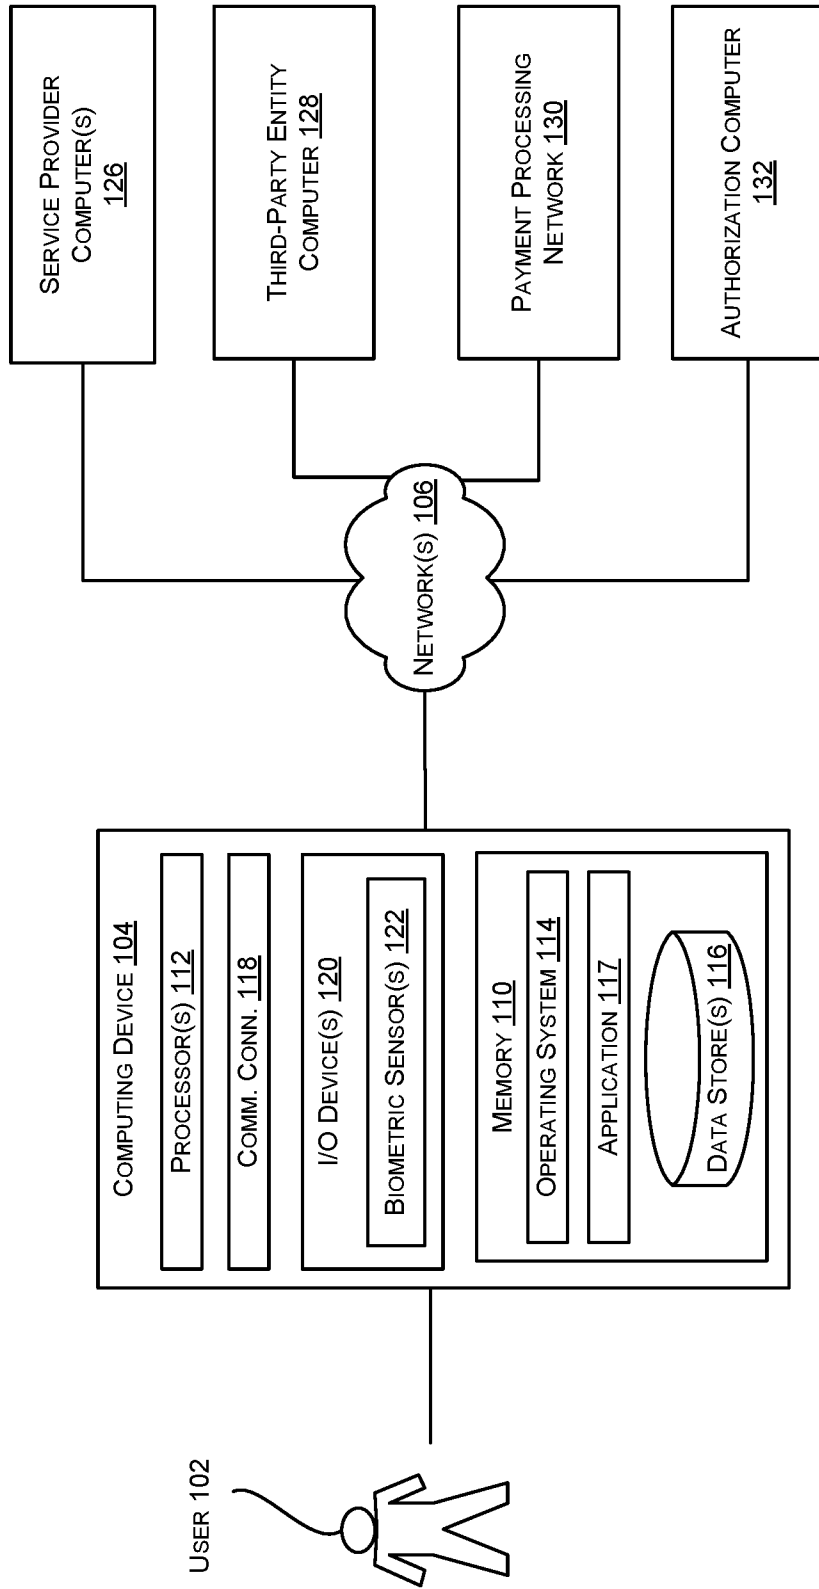 USER 102
COMPUTING DEVICE 104
PROCESSOR(S) 112
COMM. CONN. 118
I/O DEVICE(S) 120
BIOMETRIC SENSOR(S) 122
MEMORY 110
OPERATING SYSTEM 114
APPLICATION 117
DATA STORE(S) 116
NETWORK(S) 106
SERVICE PROVIDER
COMPUTER(S)
126
THIRD-PARTY ENTITY
COMPUTER 128
PAYMENT PROCESSING
NETWORK 130
AUTHORIZATION COMPUTER
132